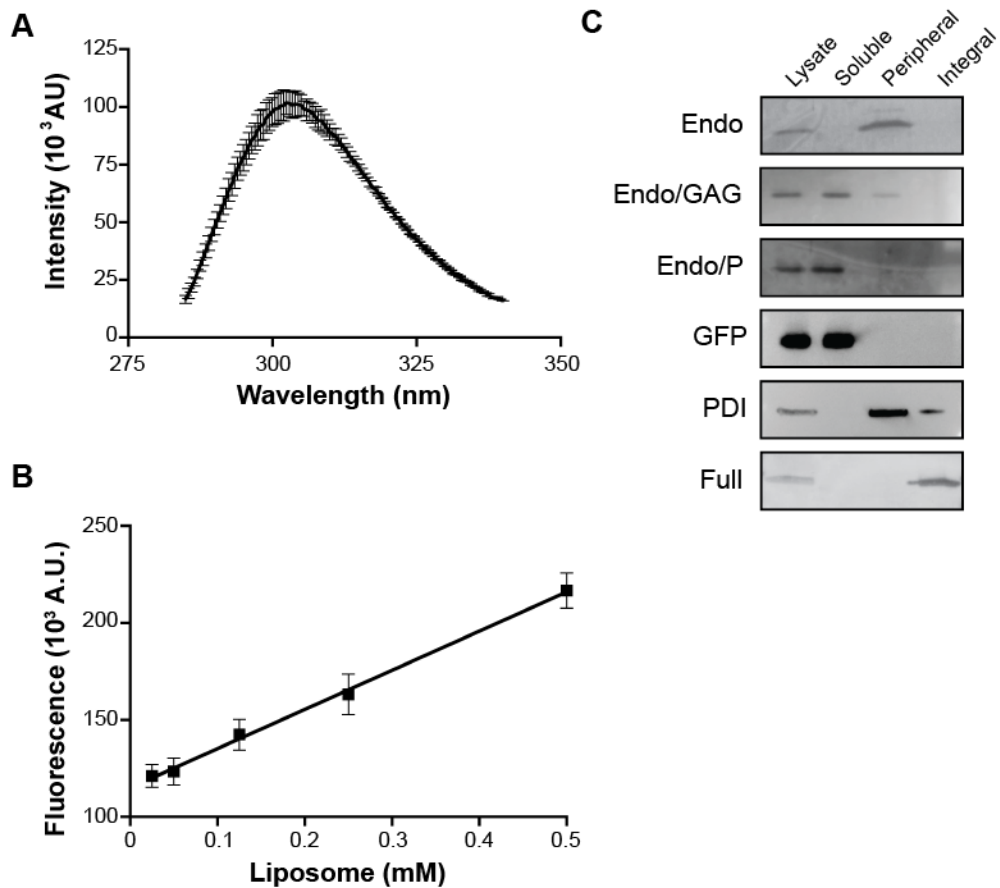 A
Intensity (10³ AU)
125
100
75
50
25
0
275
300
325
350
Wavelength (nm)
B
Fluorescence (10³ A.U.)
250
200
150
100
0
0.1
0.2
0.3
0.4
0.5
Liposome (mM)
C
Lysate
Soluble
Peripheral
Integral
Endo
Endo/GAG
Endo/P
GFP
PDI
Full